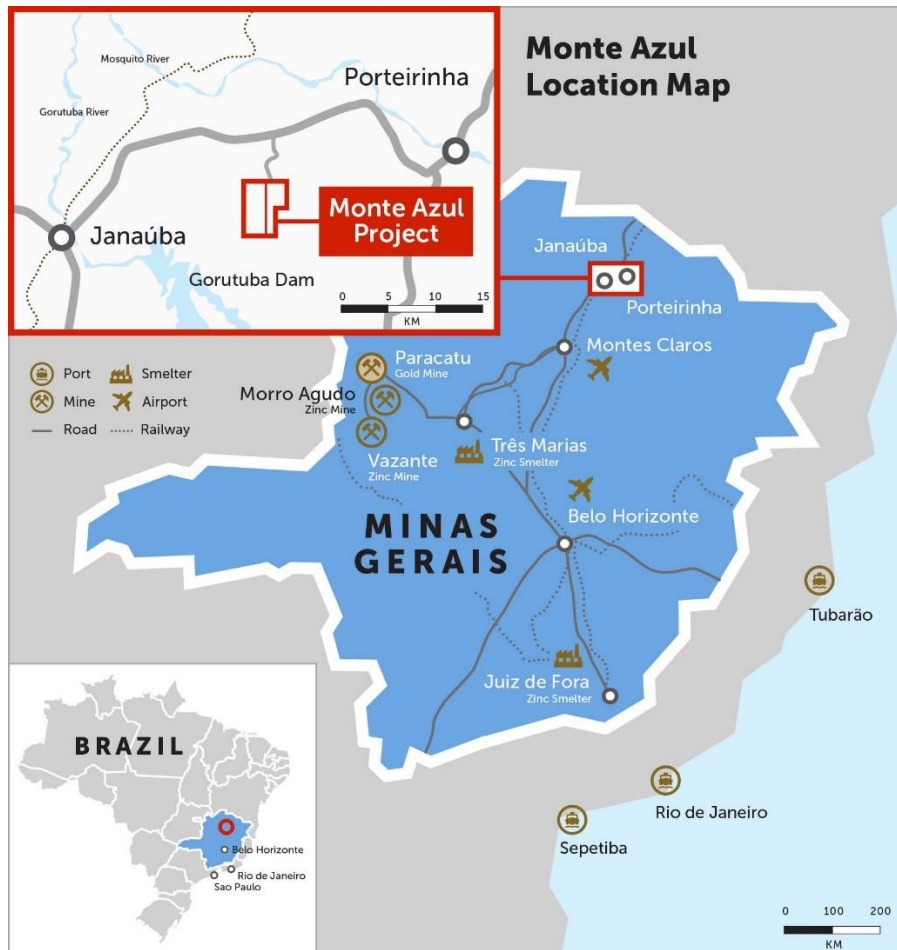 Monte Azul
Location Map
Mosquito River
Porteirinha
Gorutuba River
Janaúba
Monte Azul
Project
Gorutuba Dam
0 5 10 15
KM
Janaúba
Porteirinha
Montes Claros
Port
Smelter
Mine
Airport
Road
Railway
Paracatu
Gold Mine
Morro Agudo
Zinc Mine
Vazante
Zinc Mine
Três Marias
Zinc Smelter
Belo Horizonte
MINAS
GERAIS
Tubarão
Juiz de Fora
Zinc Smelter
Rio de Janeiro
Sepetiba
BRAZIL
Belo Horizonte
Rio de Janeiro
Sao Paulo
0 100 200
KM